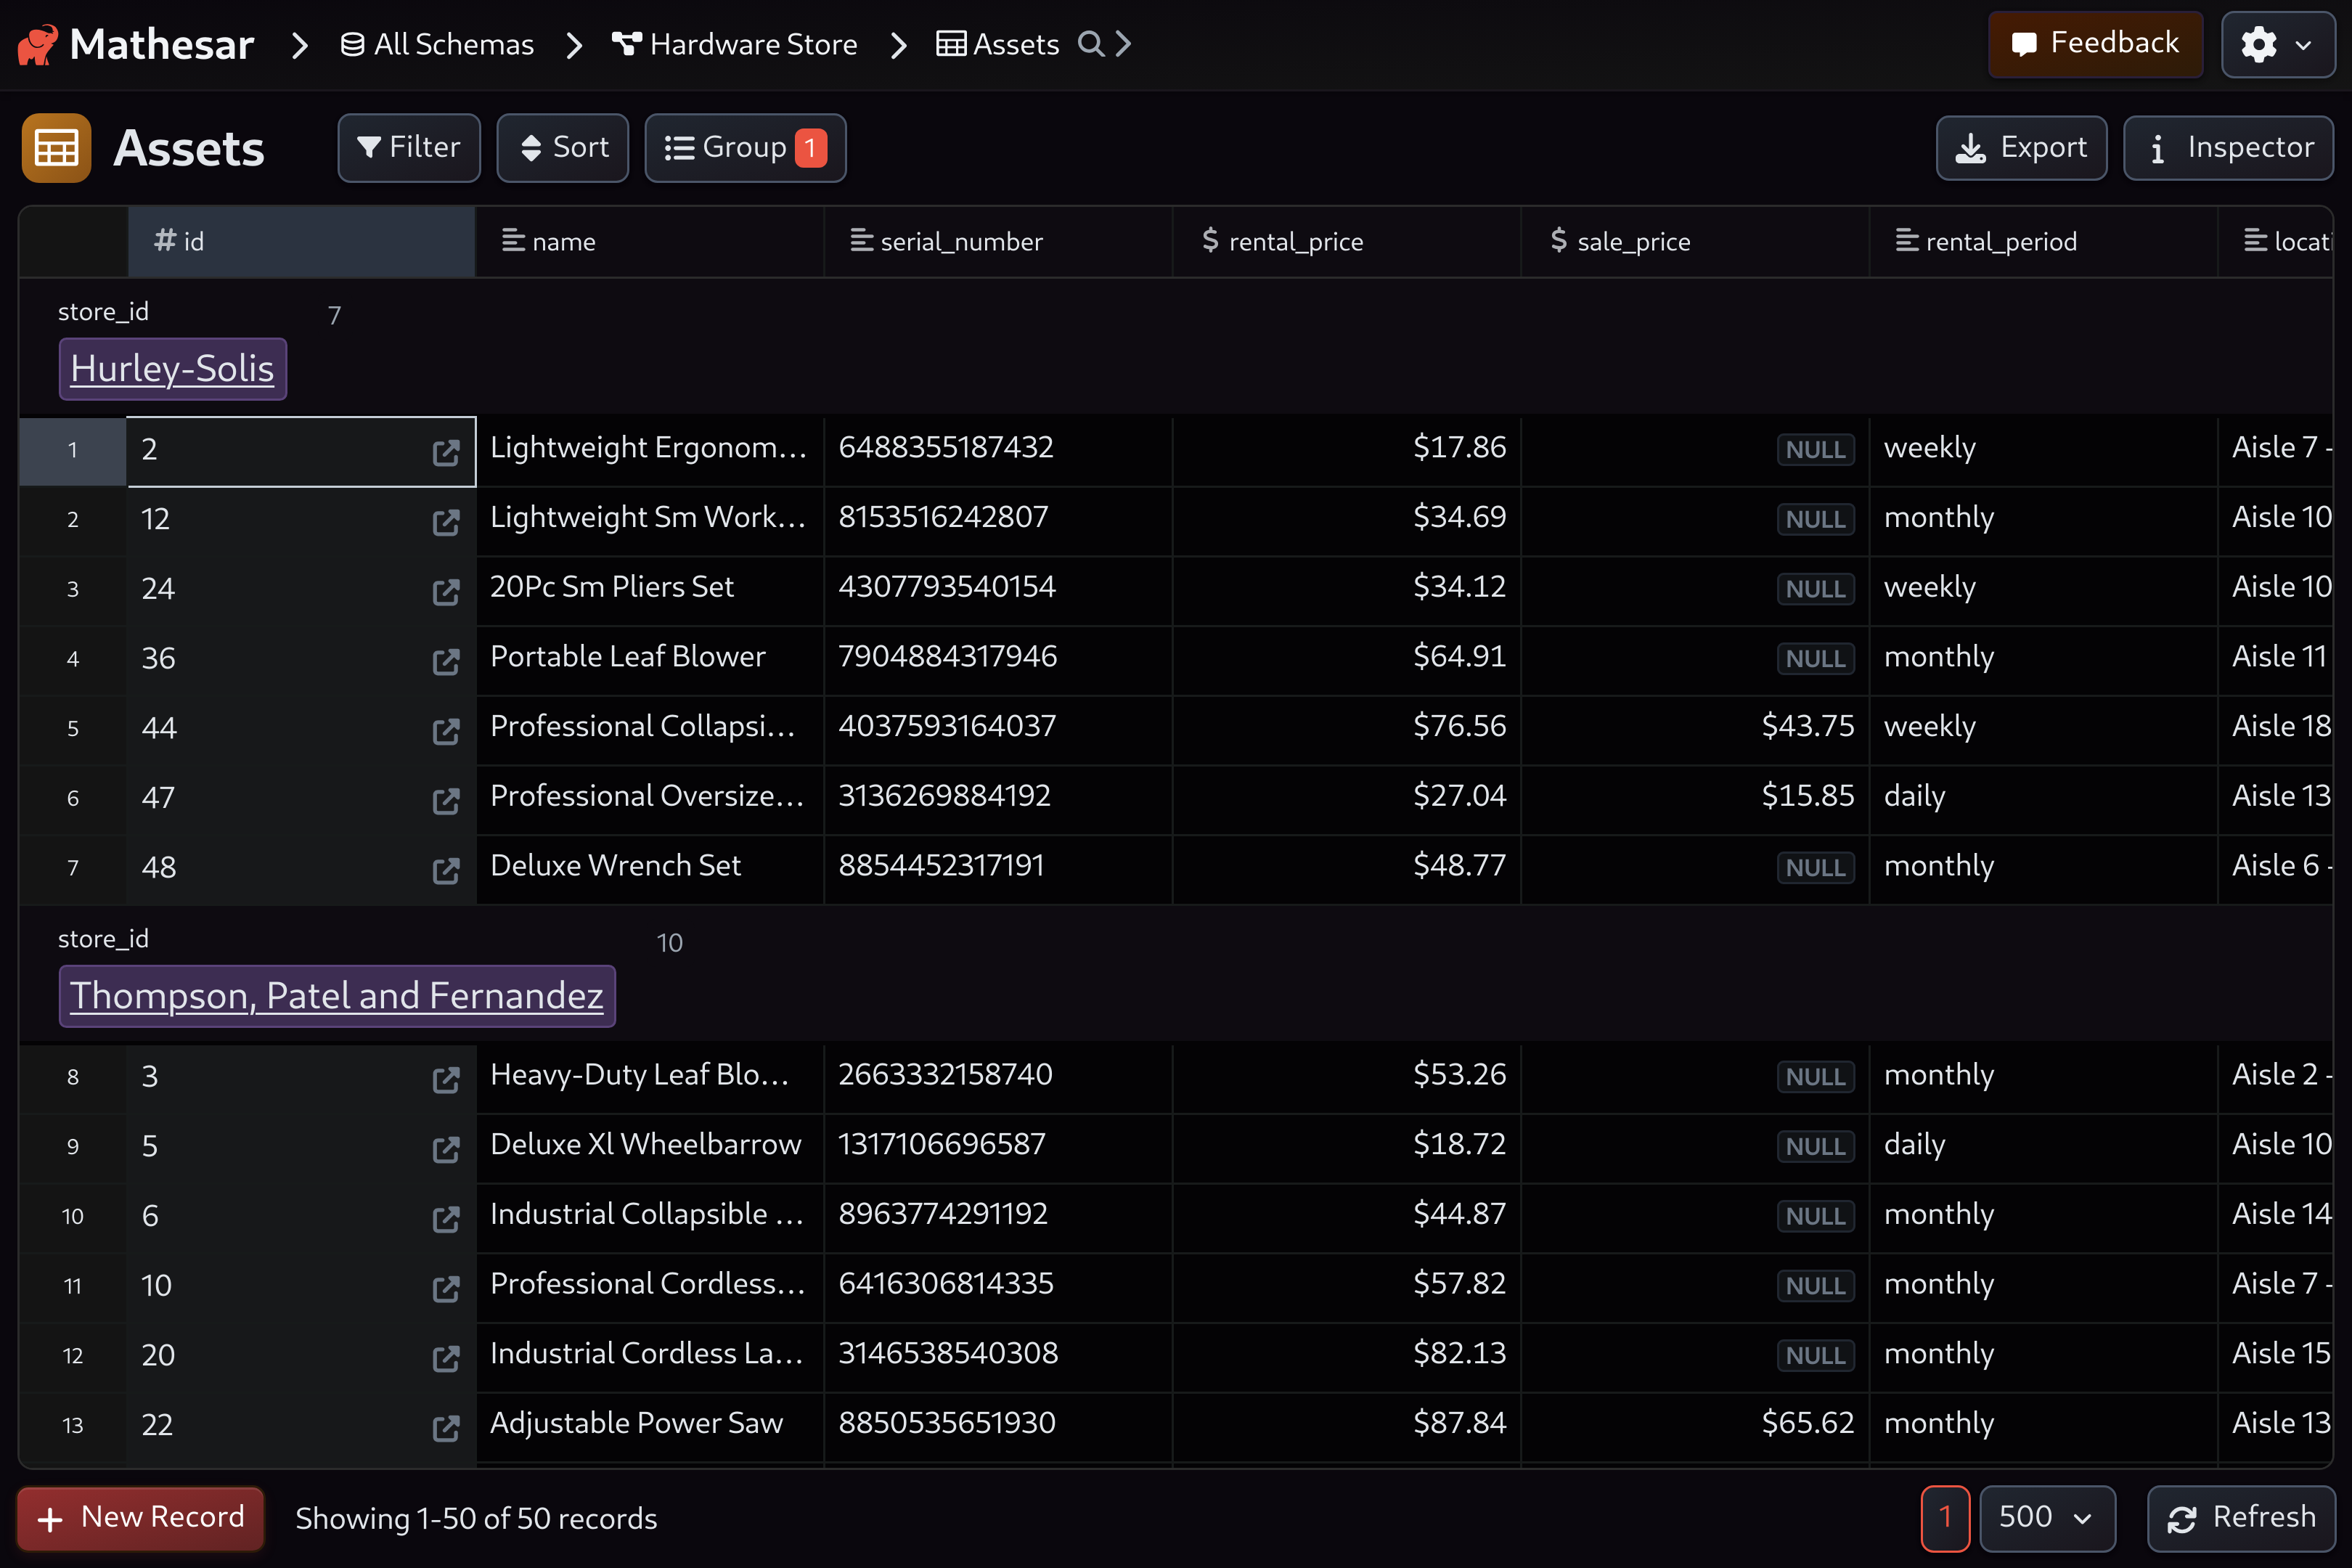 Mathesar All Schemas Hardware Store Assets Feedback
Assets Filter Sort Group 1 Export Inspector
# id name serial_number $ rental_price $ sale_price rental_period locati
store_id 7
Hurley-Solis
1 2 Lightweight Ergonom... 6488355187432 $17.86 NULL weekly Aisle 7 -
2 12 Lightweight Sm Work... 8153516242807 $34.69 NULL monthly Aisle 10
3 24 20Pc Sm Pliers Set 4307793540154 $34.12 NULL weekly Aisle 10
4 36 Portable Leaf Blower 7904884317946 $64.91 NULL monthly Aisle 11
5 44 Professional Collapsi... 4037593164037 $76.56 $43.75 weekly Aisle 18
6 47 Professional Oversize... 3136269884192 $27.04 $15.85 daily Aisle 13
7 48 Deluxe Wrench Set 8854452317191 $48.77 NULL monthly Aisle 6 -
store_id 10
Thompson, Patel and Fernandez
8 3 Heavy-Duty Leaf Blo... 2663332158740 $53.26 NULL monthly Aisle 2 -
9 5 Deluxe Xl Wheelbarrow 1317106696587 $18.72 NULL daily Aisle 10
10 6 Industrial Collapsible ... 8963774291192 $44.87 NULL monthly Aisle 14
11 10 Professional Cordless... 6416306814335 $57.82 NULL monthly Aisle 7 -
12 20 Industrial Cordless La... 3146538540308 $82.13 NULL monthly Aisle 15
13 22 Adjustable Power Saw 8850535651930 $87.84 $65.62 monthly Aisle 13
+ New Record Showing 1-50 of 50 records 1 500 Refresh